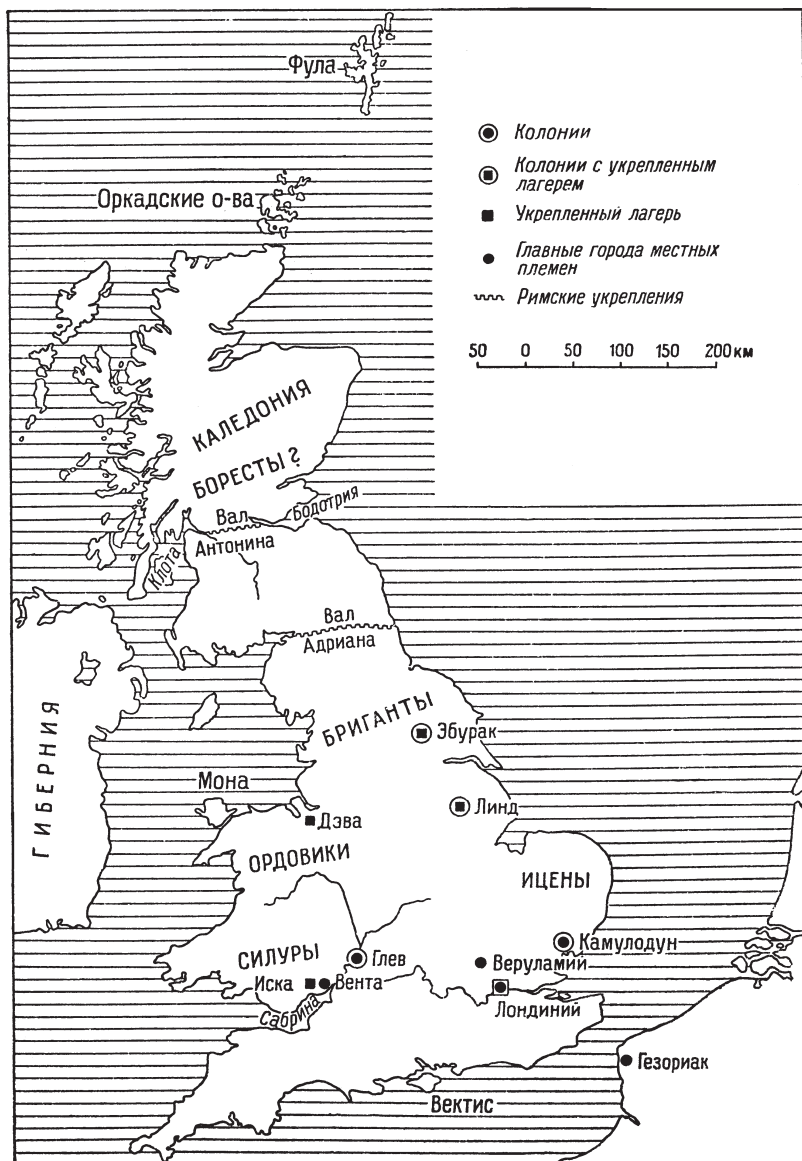 Фула
Оркадские о-ва
Колонии
Колонии с укрепленным
лагерем
Укрепленный лагерь
Главные города местных
племен
Римские укрепления
50 0 50 100 200 км
КАЛЕДОНИЯ
БОРЕСТЫ?
Бодотрия
Вал
Антонина
Клота
Вал
Адриана
ГИБЕРНИЯ
БРИГАНТЫ
Эбурак
Мона
Линд
Дэва
ОРДОВИКИ
ИЦЕНЫ
Камулодун
СИЛУРЫ
Глев
Веруламий
Иска
Вента
Сабрина
Лондиний
Гезориак
Вектис